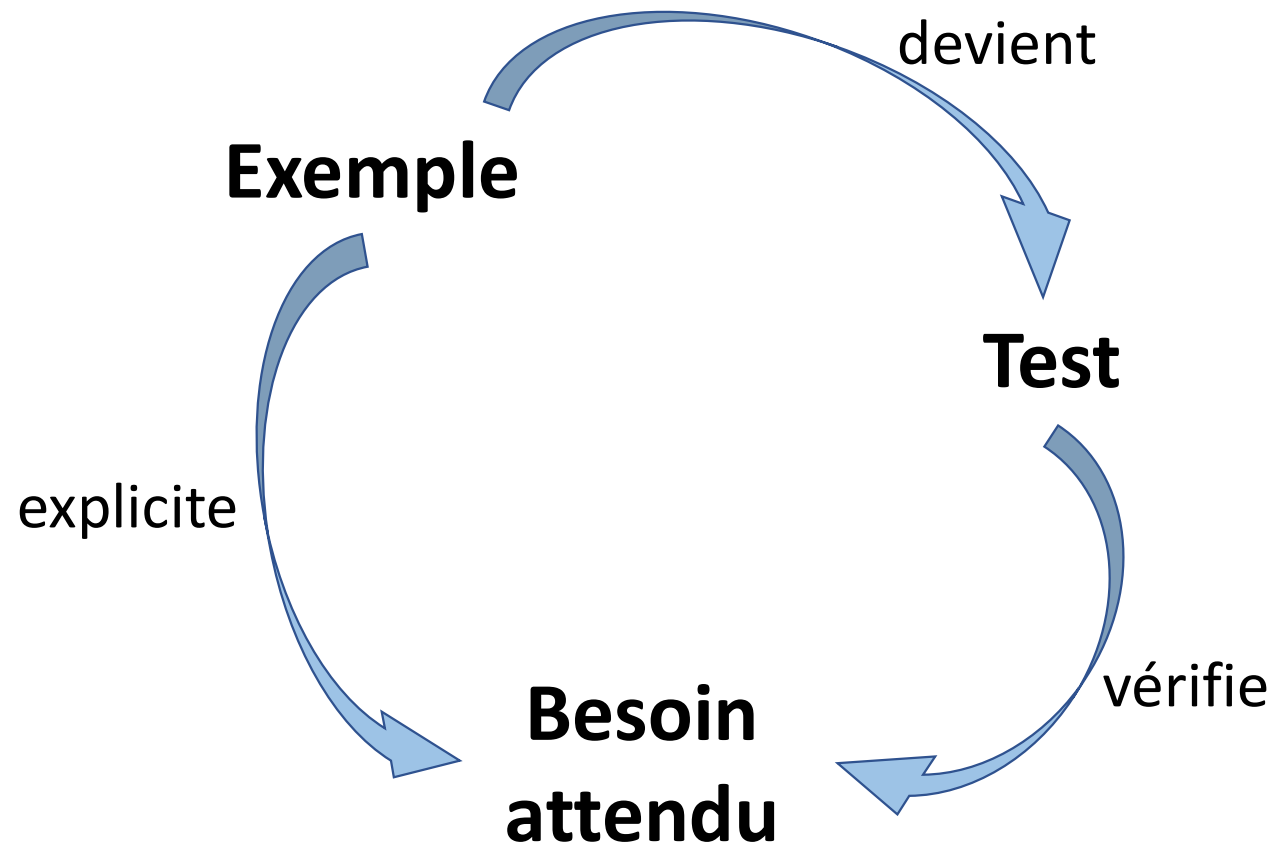 devient
Exemple
Test
explicite
vérifie
Besoin
attendu